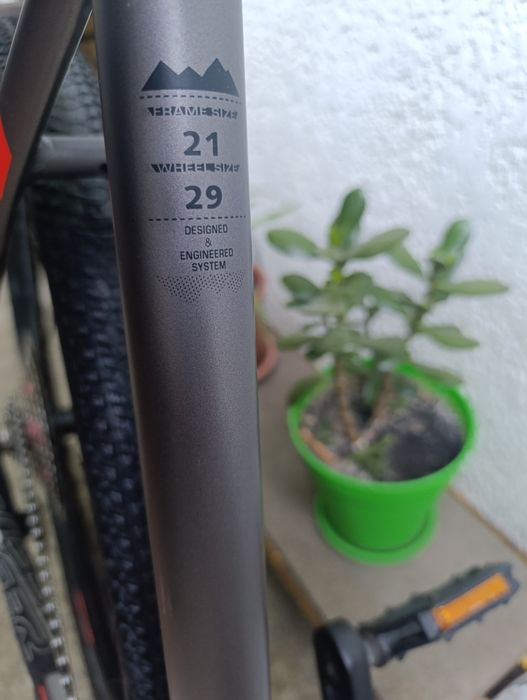 FRAME SIZE
21
WHEEL SIZE
29
DESIGNED
&
ENGINEERED
SYSTEM